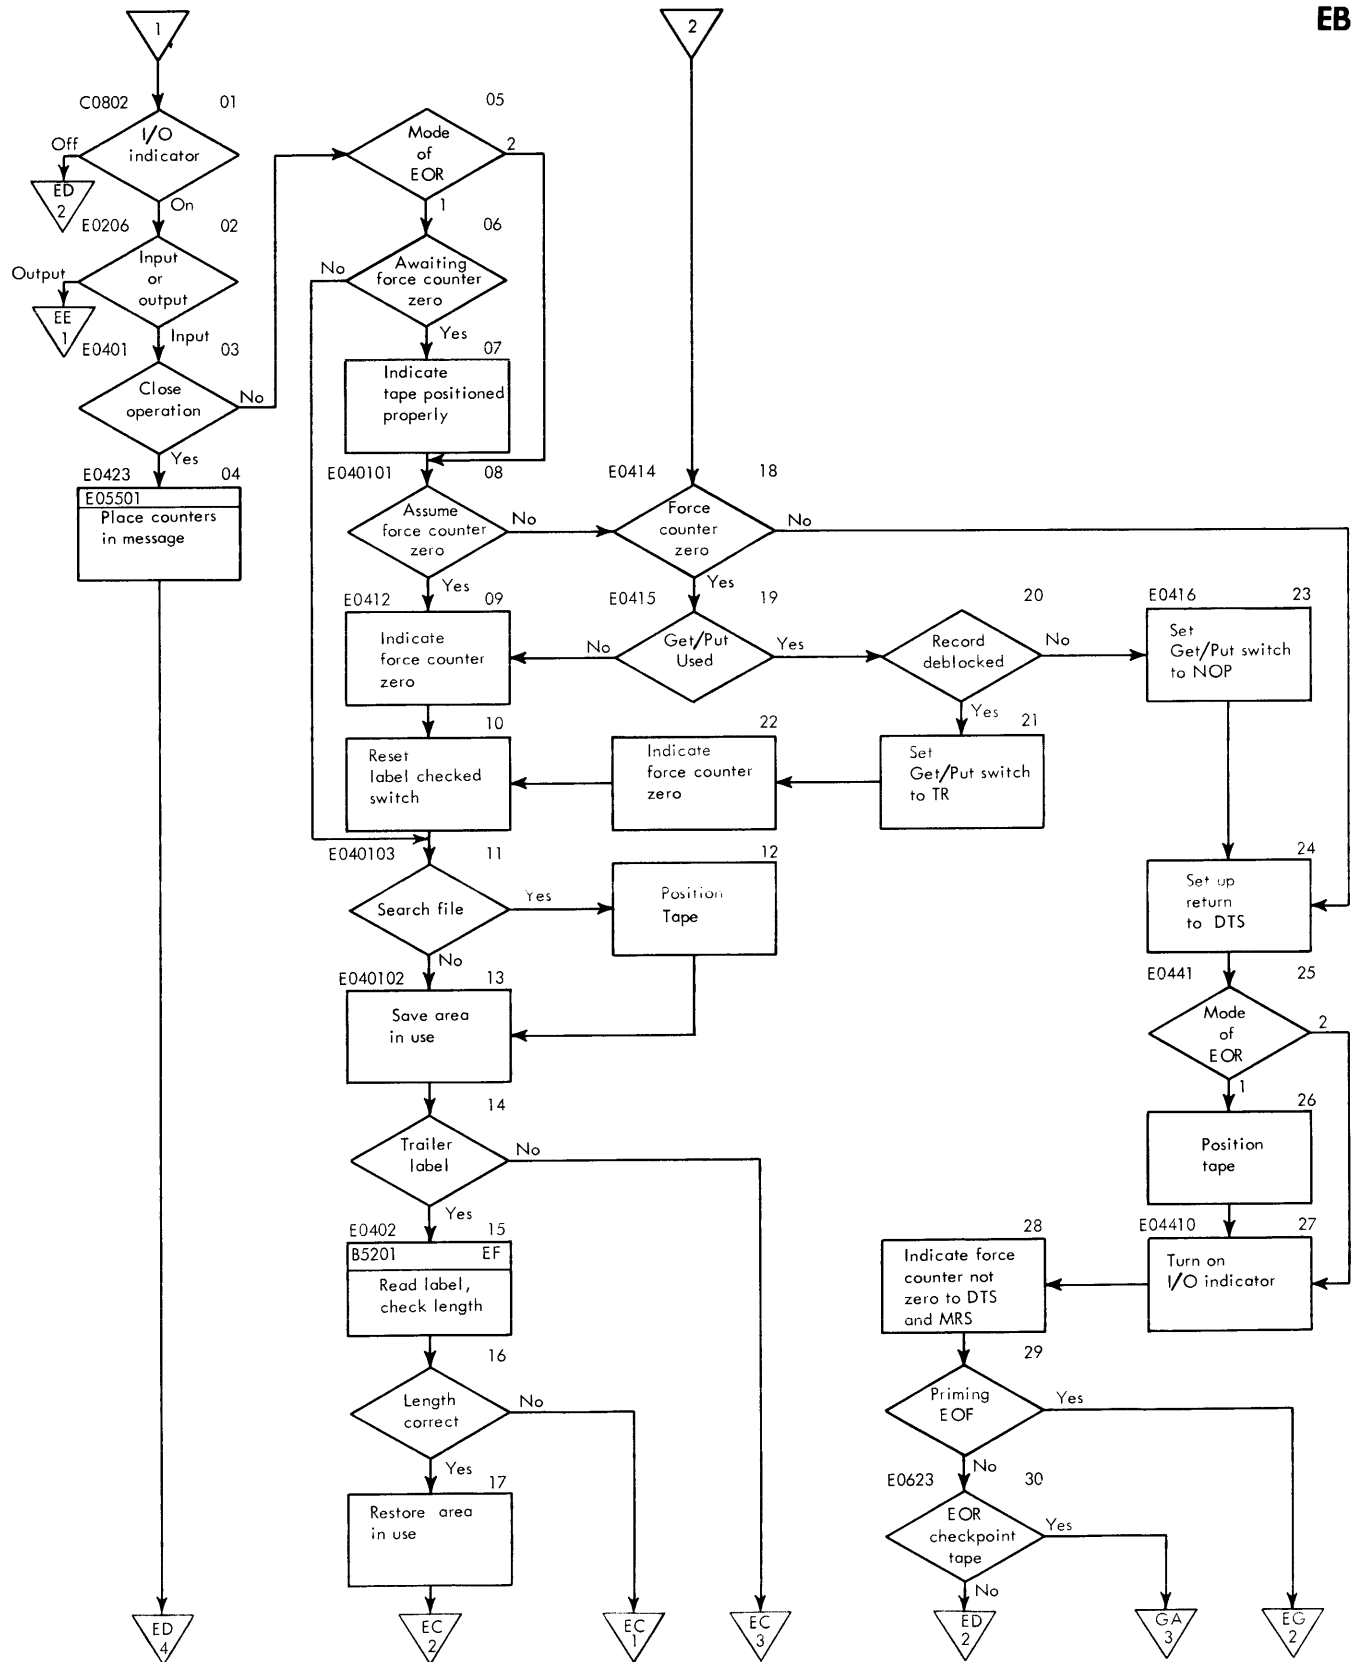 EB
1
2
C0802 01
I/O
indicator
Off
On
ED
2
E0206 02
Input
or
output
Output
Input
EE
1
E0401 03
Close
operation
No
Yes
E0423 04
E05501
Place counters
in message
05
Mode
of
EOR
2
1
06
Awaiting
force counter
zero
No
Yes
07
Indicate
tape positioned
properly
E040101 08
Assume
force counter
zero
No
Yes
E0412 09
Indicate
force counter
zero
10
Reset
label checked
switch
E040103 11
Search file
Yes
No
12
Position
Tape
E040102 13
Save area
in use
14
Trailer
label
No
Yes
E0402 15
B5201 EF
Read label,
check length
16
Length
correct
No
Yes
17
Restore area
in use
E0414 18
Force
counter
zero
No
Yes
E0415 19
Get/Put
Used
No
Yes
20
Record
deblocked
No
Yes
21
Set
Get/Put switch
to TR
22
Indicate
force counter
zero
E0416 23
Set
Get/Put switch
to NOP
24
Set up
return
to DTS
E0441 25
Mode
of
EOR
2
1
26
Position
tape
E04410 27
Turn on
I/O indicator
28
Indicate force
counter not
zero to DTS
and MRS
29
Priming
EOF
Yes
No
E0623 30
EOR
checkpoint
tape
Yes
No
ED
4
EC
2
EC
1
EC
3
ED
2
GA
3
EG
2